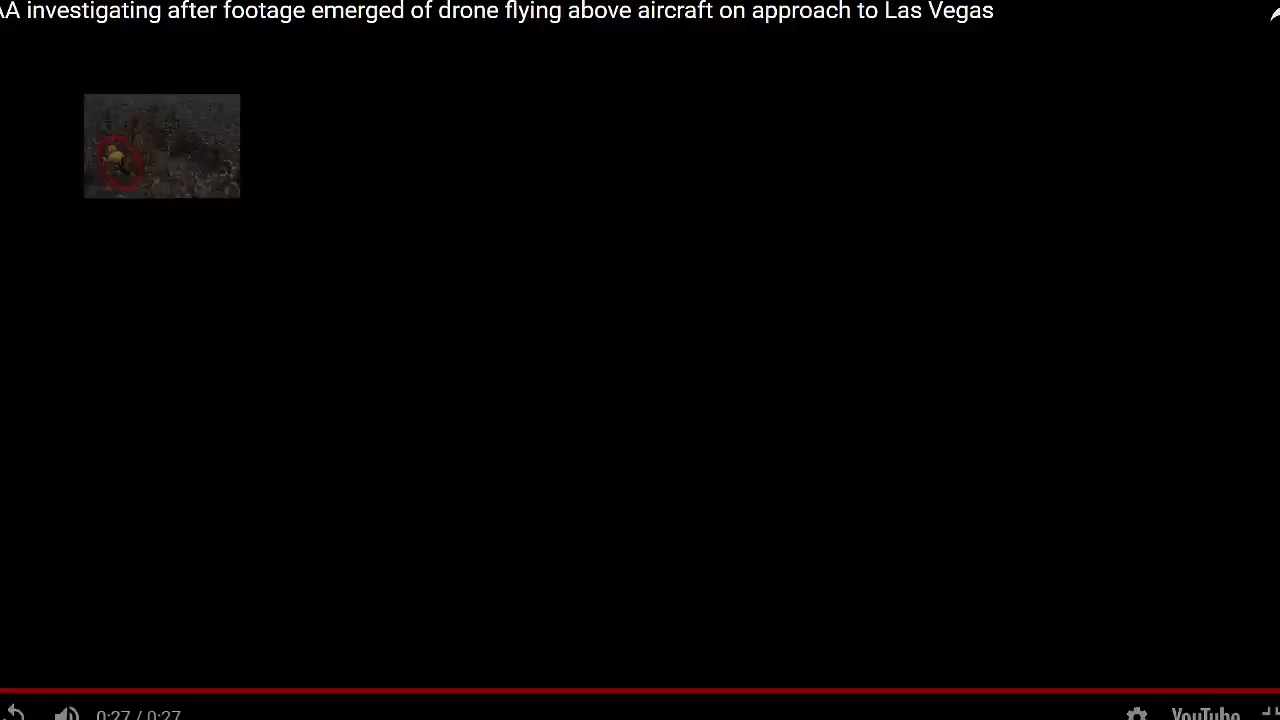 AA investigating after footage emerged of drone flying above aircraft on approach to Las Vegas
0:27 / 0:27
YouTube